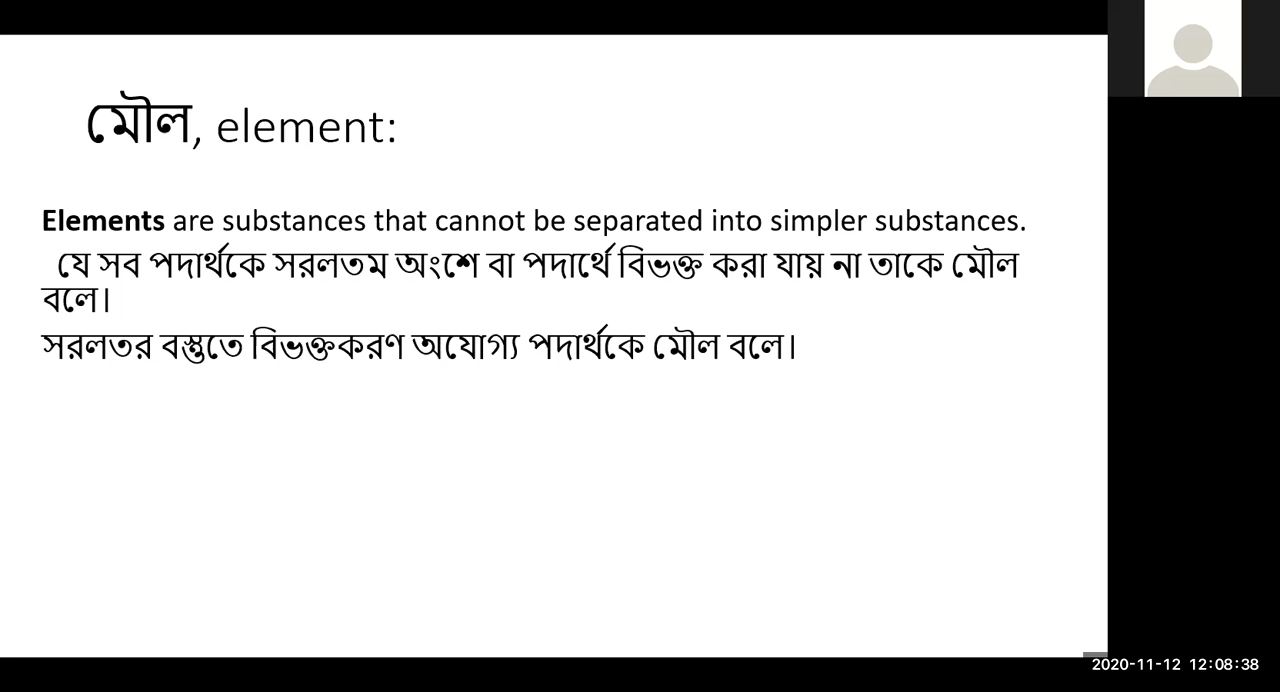 মৌল, element:
Elements are substances that cannot be separated into simpler substances.
যে সব পদার্থকে সরলতম অংশে বা পদার্থে বিভক্ত করা যায় না তাকে মৌল
বলে।
সরলতর বস্তুতে বিভক্তকরণ অযোগ্য পদার্থকে মৌল বলে।
2020-11-12 12:08:38